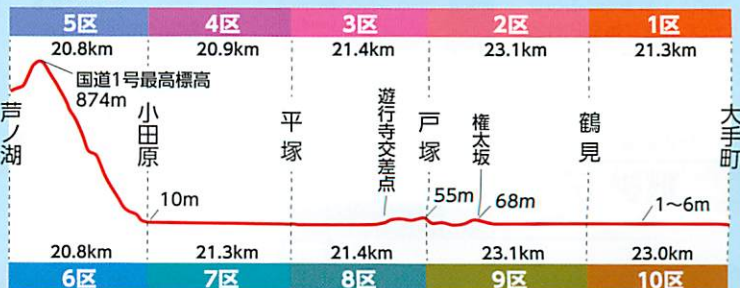 5区 4区 3区 2区 1区
20.8km 20.9km 21.4km 23.1km 21.3km
国道1号最高標高
874m
芦ノ湖
小田原
平塚
遊行寺交差点
戸塚
権太坂
鶴見
大手町
10m
55m
68m
1〜6m
20.8km 21.3km 21.4km 23.1km 23.0km
6区 7区 8区 9区 10区